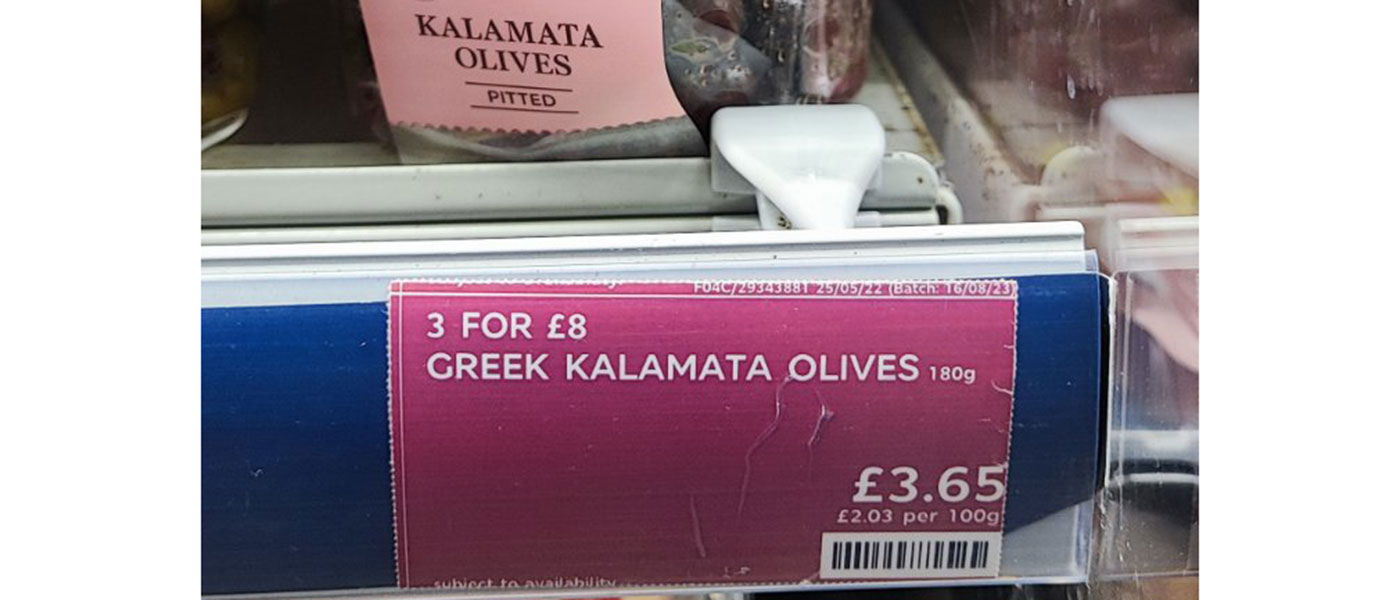 KALAMATA
OLIVES
PITTED
F04C/29343881 25/05/22 (Batch: 16/08/23)
3 FOR £8
GREEK KALAMATA OLIVES 180g
£3.65
£2.03 per 100g
subject to availability